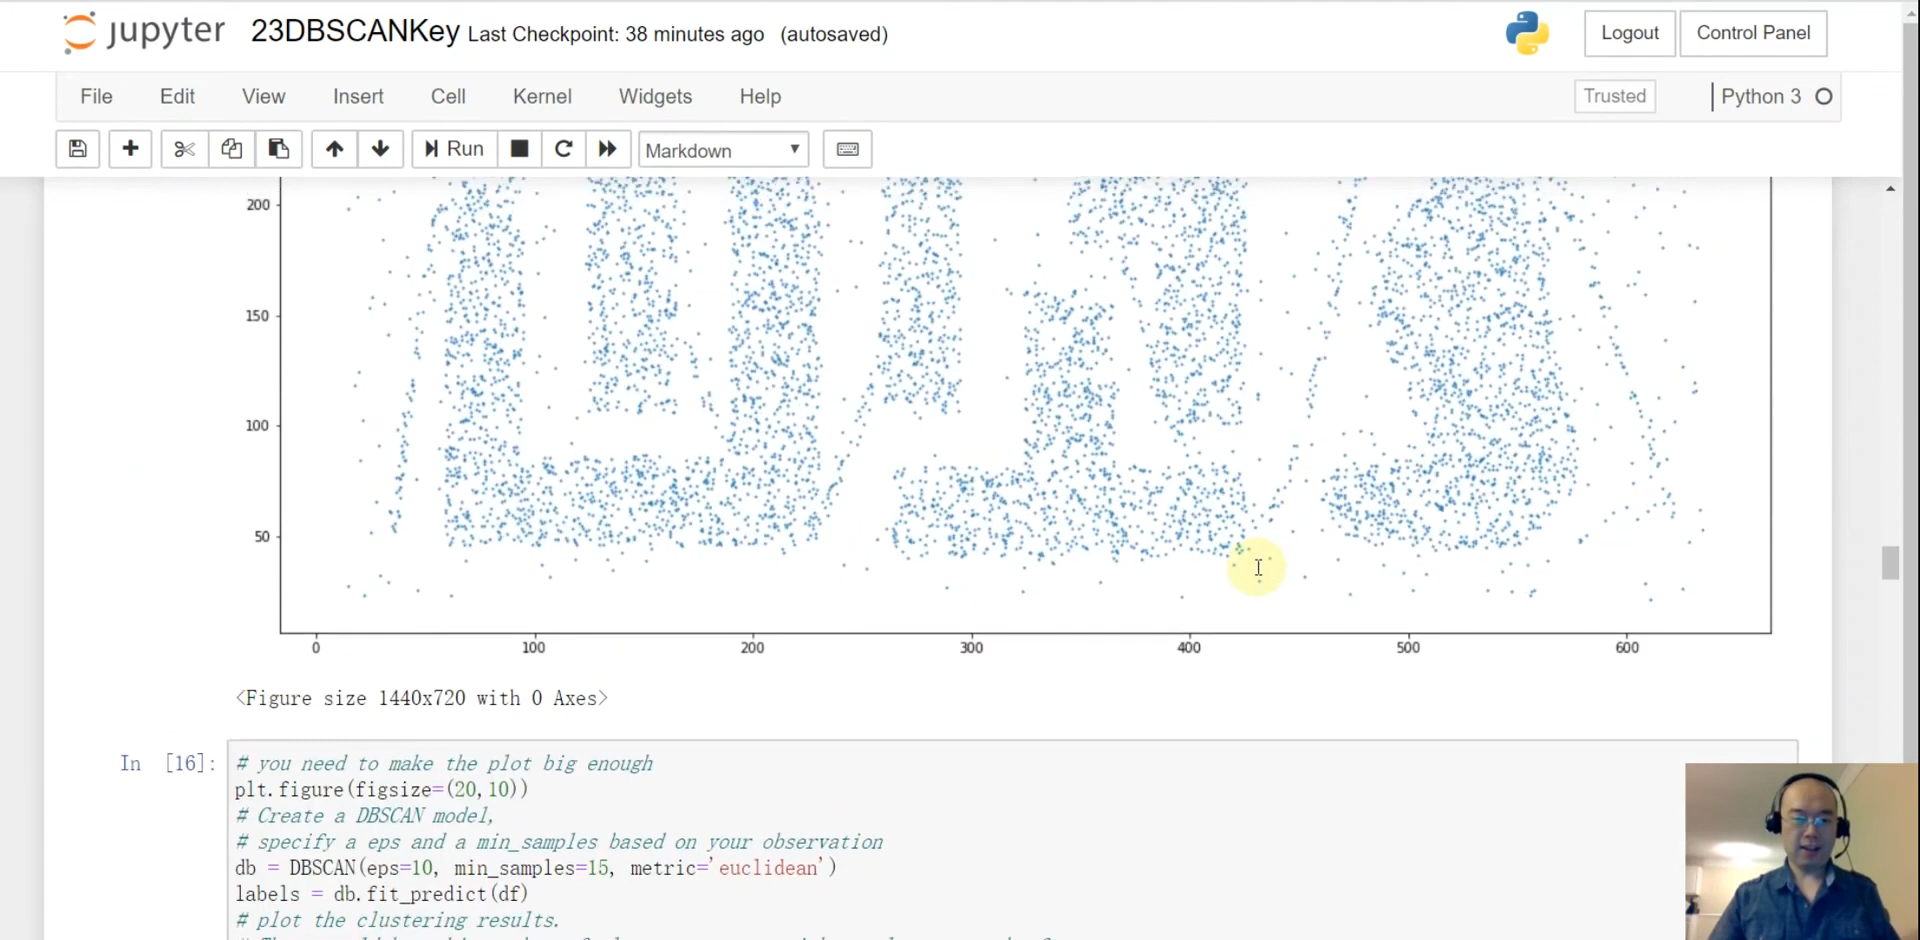 jupyter 23DBSCANKey Last Checkpoint: 38 minutes ago (autosaved) Logout Control Panel
File Edit View Insert Cell Kernel Widgets Help Trusted Python 3
Run Markdown
200
150
100
50
0 100 200 300 400 500 600
<Figure size 1440x720 with 0 Axes>
In [16]: # you need to make the plot big enough
plt.figure(figsize=(20,10))
# Create a DBSCAN model,
# specify a eps and a min_samples based on your observation
db = DBSCAN(eps=10, min_samples=15, metric='euclidean')
labels = db.fit_predict(df)
# plot the clustering results.